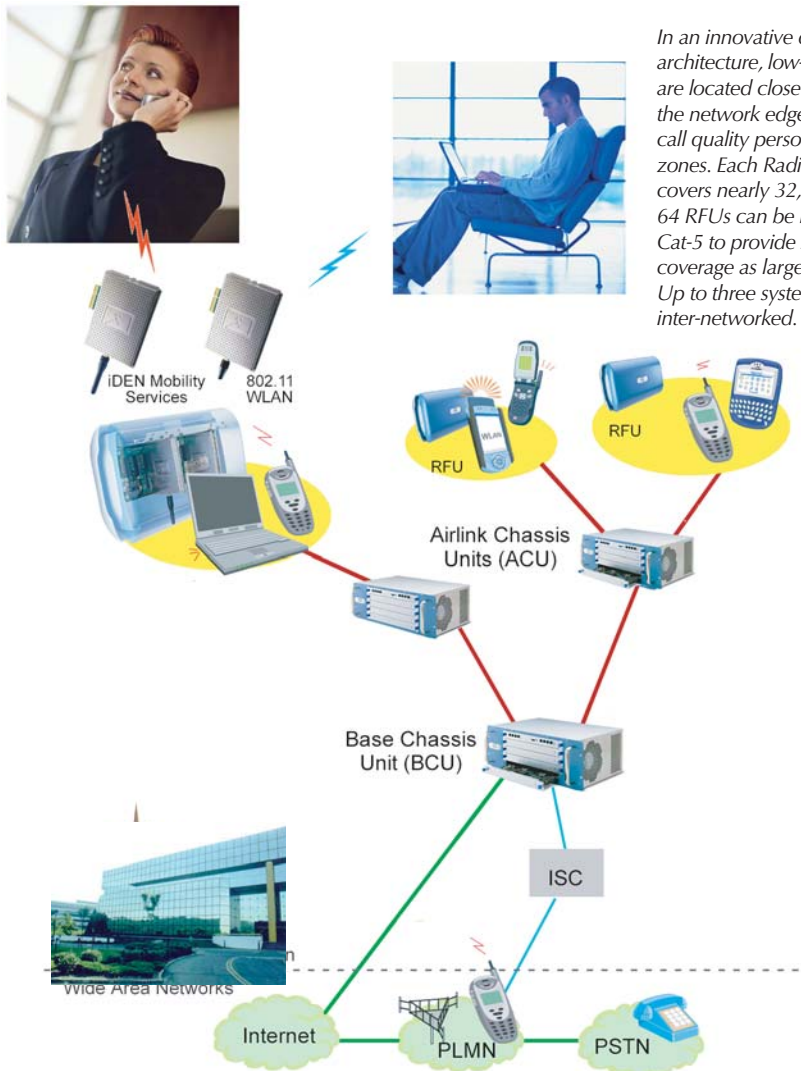 In an innovative
architecture, low-
are located close
the network edge
call quality perso
zones. Each Radi
covers nearly 32,
64 RFUs can be
Cat-5 to provide
coverage as large
Up to three syste
inter-networked.
iDEN Mobility
Services
802.11
WLAN
WLAN
RFU
RFU
Airlink Chassis
Units (ACU)
Base Chassis
Unit (BCU)
ISC
Wide Area Networks
Internet
PLMN
PSTN